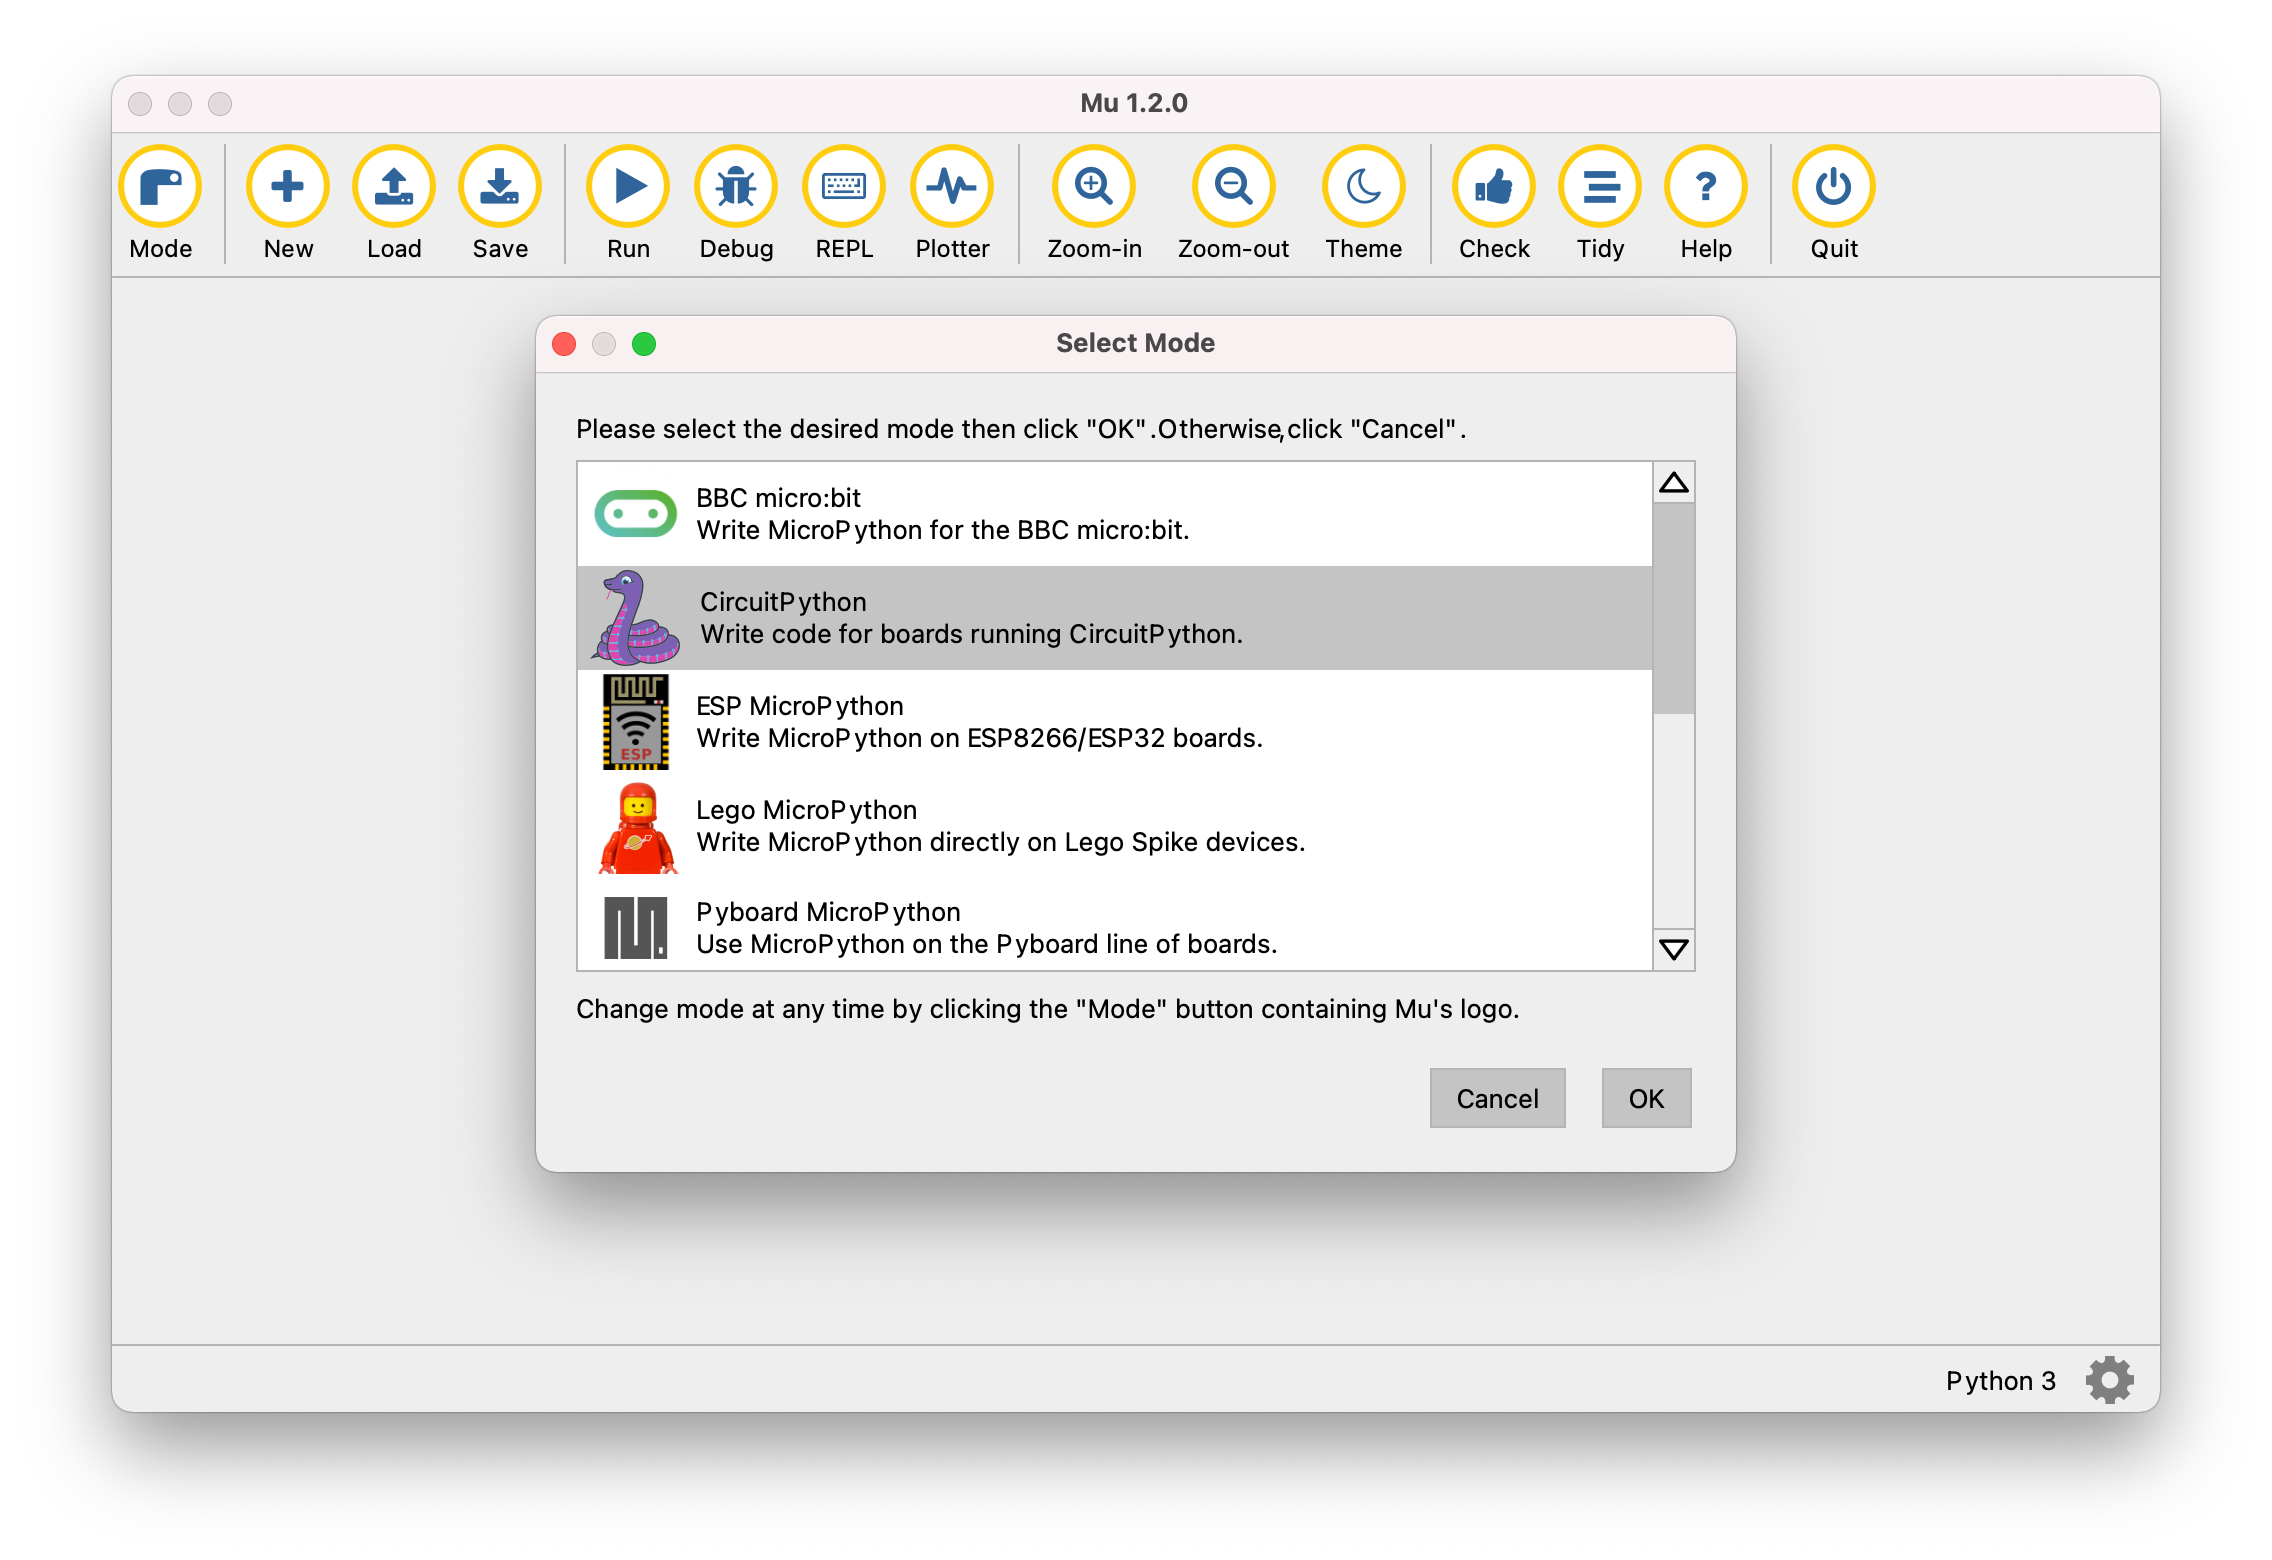 Mu 1.2.0
Mode New Load Save Run Debug REPL Plotter Zoom-in Zoom-out Theme Check Tidy Help Quit
Select Mode
Please select the desired mode then click "OK".Otherwise,click "Cancel".
BBC micro:bit
Write MicroPython for the BBC micro:bit.
CircuitPython
Write code for boards running CircuitPython.
ESP
ESP MicroPython
Write MicroPython on ESP8266/ESP32 boards.
Lego MicroPython
Write MicroPython directly on Lego Spike devices.
Pyboard MicroPython
Use MicroPython on the Pyboard line of boards.
Change mode at any time by clicking the "Mode" button containing Mu's logo.
Cancel OK
Python 3